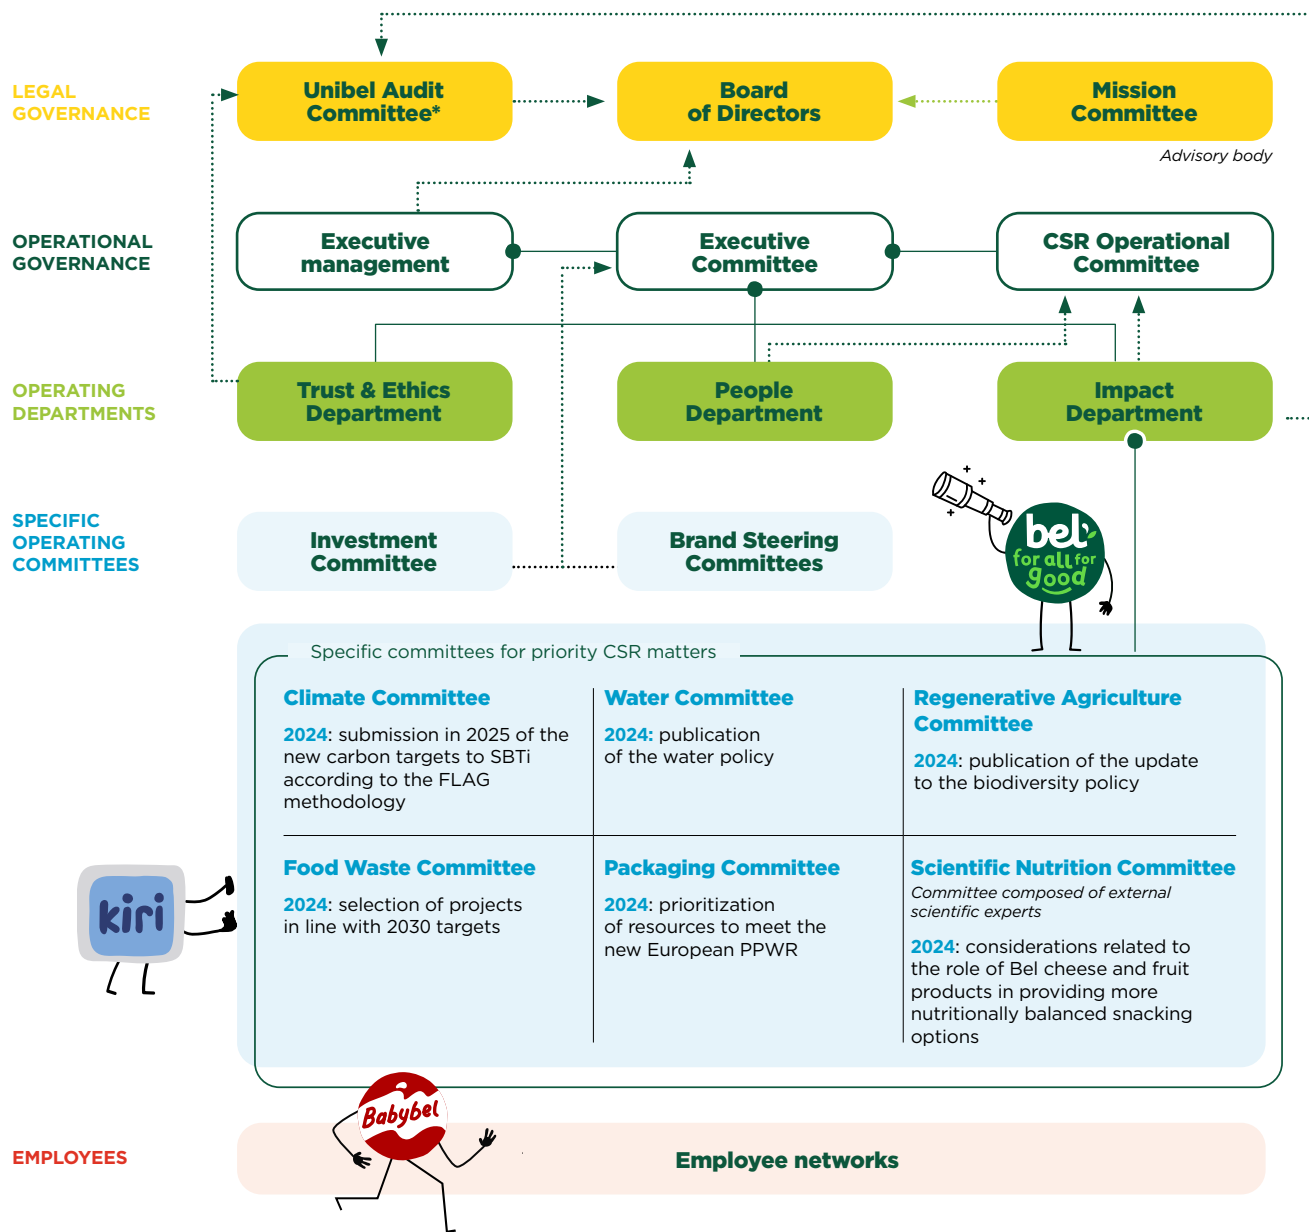 LEGAL
GOVERNANCE
Unibel Audit
Committee*
Board
of Directors
Mission
Committee
Advisory body
OPERATIONAL
GOVERNANCE
Executive
management
Executive
Committee
CSR Operational
Committee
OPERATING
DEPARTMENTS
Trust & Ethics
Department
People
Department
Impact
Department
SPECIFIC
OPERATING
COMMITTEES
Investment
Committee
Brand Steering
Committees
bel
for all for
good
Specific committees for priority CSR matters
Climate Committee
2024: submission in 2025 of the
new carbon targets to SBTi
according to the FLAG
methodology
Water Committee
2024: publication
of the water policy
Regenerative Agriculture
Committee
2024: publication of the update
to the biodiversity policy
Food Waste Committee
2024: selection of projects
in line with 2030 targets
Packaging Committee
2024: prioritization
of resources to meet the
new European PPWR
Scientific Nutrition Committee
Committee composed of external
scientific experts
2024: considerations related to
the role of Bel cheese and fruit
products in providing more
nutritionally balanced snacking
options
kiri
Babybel
EMPLOYEES
Employee networks